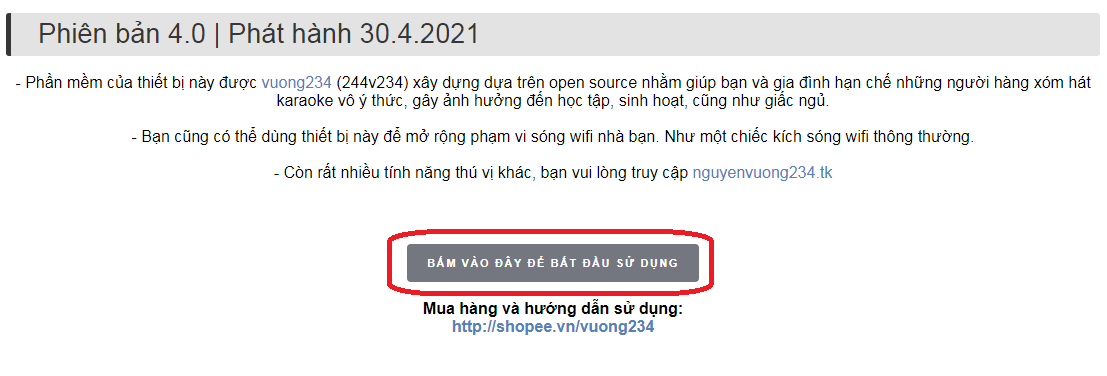 Phiên bản 4.0 | Phát hành 30.4.2021
- Phần mềm của thiết bị này được vuong234 (244v234) xây dựng dựa trên open source nhằm giúp bạn và gia đình hạn chế những người hàng xóm hát
karaoke vô ý thức, gây ảnh hưởng đến học tập, sinh hoạt, cũng như giấc ngủ.
- Bạn cũng có thể dùng thiết bị này để mở rộng phạm vi sóng wifi nhà bạn. Như một chiếc kích sóng wifi thông thường.
- Còn rất nhiều tính năng thú vị khác, bạn vui lòng truy cập nguyenvuong234.tk
BẤM VÀO ĐÂY ĐỂ BẮT ĐẦU SỬ DỤNG
Mua hàng và hướng dẫn sử dụng:
http://shopee.vn/vuong234